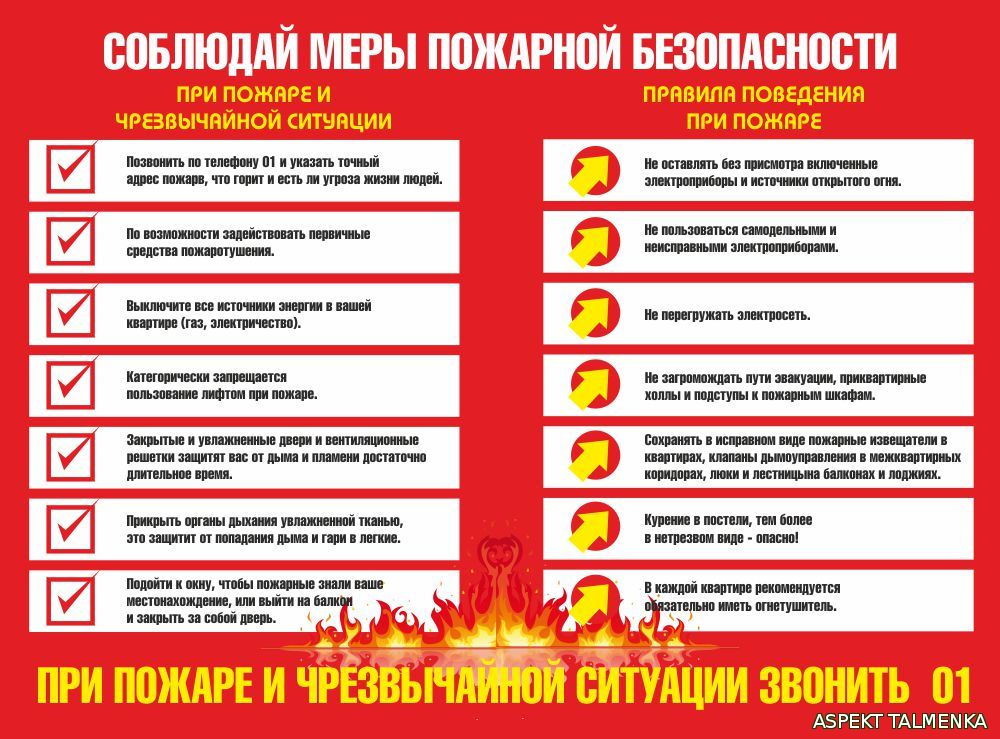 СОБЛЮДАЙ МЕРЫ ПОЖАРНОЙ БЕЗОПАСНОСТИ
ПРИ ПОЖАРЕ И
ЧРЕЗВЫЧАЙНОЙ СИТУАЦИИ
Позвонить по телефону 01 и указать точный
адрес пожарв, что горит и есть ли угроза жизни людей.
По возможности задействовать первичные
средства пожаротушения.
Выключите все источники энергии в вашей
квартире (газ, электричество).
Категорически запрещается
пользование лифтом при пожаре.
Закрытые и увлажненные двери и вентиляционные
решетки защитят вас от дыма и пламени достаточно
длительное время.
Прикрыть органы дыхания увлажненной тканью,
это защитит от попадания дыма и гари в легкие.
Подойти к окну, чтобы пожарные знали ваше
местонахождение, или выйти на балкон
и закрыть за собой дверь.
ПРАВИЛА ПОВЕДЕНИЯ
ПРИ ПОЖАРЕ
Не оставлять без присмотра включенные
электроприборы и источники открытого огня.
Не пользоваться самодельными и
неисправными электроприборами.
Не перегружать электросеть.
Не загромождать пути эвакуации, приквартирные
холлы и подступы к пожарным шкафам.
Сохранять в исправном виде пожарные извещатели в
квартирах, клапаны дымоуправления в межквартирных
коридорах, люки и лестницына балконах и лоджиях.
Курение в постели, тем более
в нетрезвом виде - опасно!
В каждой квартире рекомендуется
обязательно иметь огнетушитель.
ПРИ ПОЖАРЕ И ЧРЕЗВЫЧАЙНОЙ СИТУАЦИИ ЗВОНИТЬ 01
ASPEKT TALMENKA